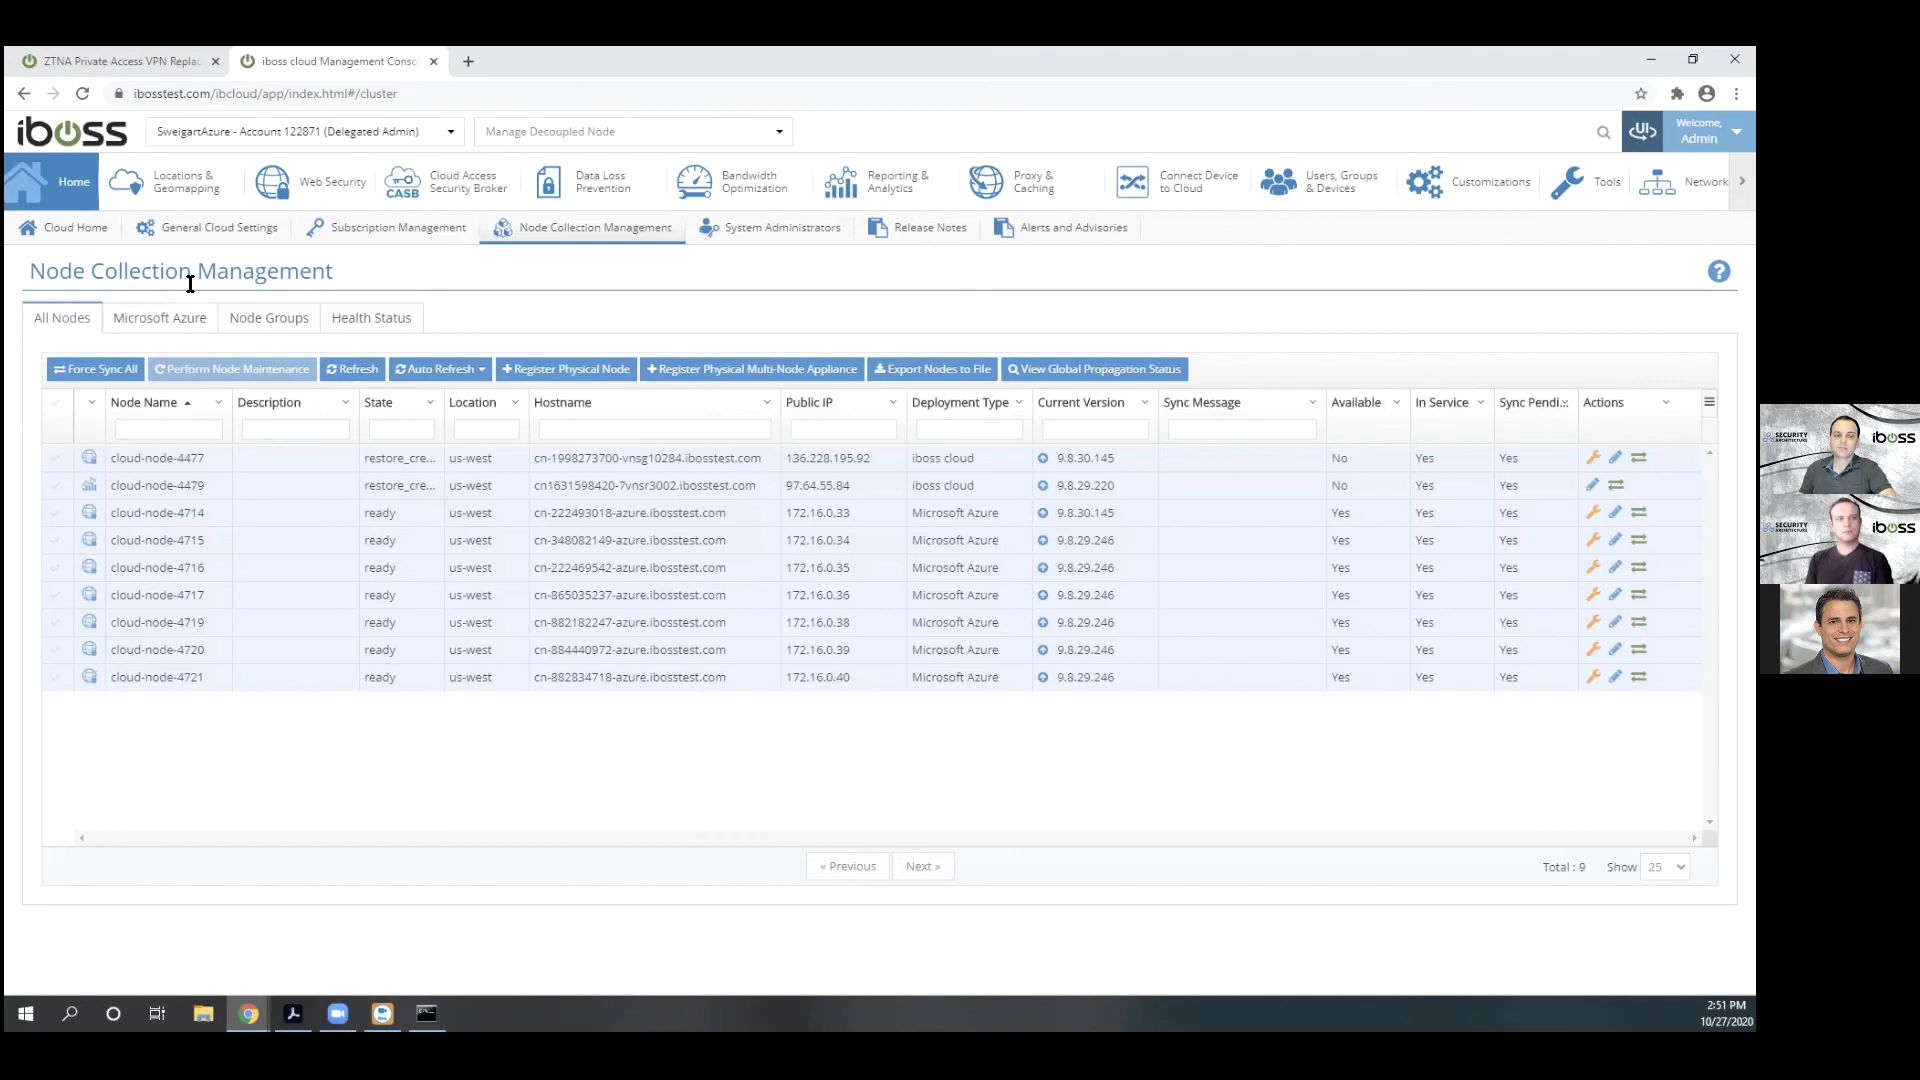 ZTNA Private Access VPN Replac
iboss cloud Management Conso
ibosstest.com/ibcloud/app/index.html#/cluster
iboss
SweigartAzure - Account 122871 (Delegated Admin)
Manage Decoupled Node
Welcome,
Admin
Home
Locations &
Geomapping
Web Security
CASB
Cloud Access
Security Broker
Data Loss
Prevention
Bandwidth
Optimization
Reporting &
Analytics
Proxy &
Caching
Connect Device
to Cloud
Users, Groups
& Devices
Customizations
Tools
Network
Cloud Home
General Cloud Settings
Subscription Management
Node Collection Management
System Administrators
Release Notes
Alerts and Advisories
Node Collection Management
All Nodes Microsoft Azure Node Groups Health Status
Force Sync All Perform Node Maintenance Refresh Auto Refresh +Register Physical Node +Register Physical Multi-Node Appliance Export Nodes to File View Global Propagation Status
Node Name Description State Location Hostname Public IP Deployment Type Current Version Sync Message Available In Service Sync Pendi... Actions
cloud-node-4477 restore_cre... us-west cn-1998273700-vnsg10284.ibosstest.com 136.228.195.92 iboss cloud 9.8.30.145 No Yes Yes
cloud-node-4479 restore_cre... us-west cn1631598420-7vnsr3002.ibosstest.com 97.64.55.84 iboss cloud 9.8.29.220 No Yes Yes
cloud-node-4714 ready us-west cn-222493018-azure.ibosstest.com 172.16.0.33 Microsoft Azure 9.8.30.145 Yes Yes Yes
cloud-node-4715 ready us-west cn-348082149-azure.ibosstest.com 172.16.0.34 Microsoft Azure 9.8.29.246 Yes Yes Yes
cloud-node-4716 ready us-west cn-222469542-azure.ibosstest.com 172.16.0.35 Microsoft Azure 9.8.29.246 Yes Yes Yes
cloud-node-4717 ready us-west cn-865035237-azure.ibosstest.com 172.16.0.36 Microsoft Azure 9.8.29.246 Yes Yes Yes
cloud-node-4719 ready us-west cn-882182247-azure.ibosstest.com 172.16.0.38 Microsoft Azure 9.8.29.246 Yes Yes Yes
cloud-node-4720 ready us-west cn-884440972-azure.ibosstest.com 172.16.0.39 Microsoft Azure 9.8.29.246 Yes Yes Yes
cloud-node-4721 ready us-west cn-882834718-azure.ibosstest.com 172.16.0.40 Microsoft Azure 9.8.29.246 Yes Yes Yes
« Previous Next »
Total : 9 Show 25
2:51 PM
10/27/2020
SECURITY
ARCHITECTURE
iboss
SECURITY
ARCHITECTURE
iboss